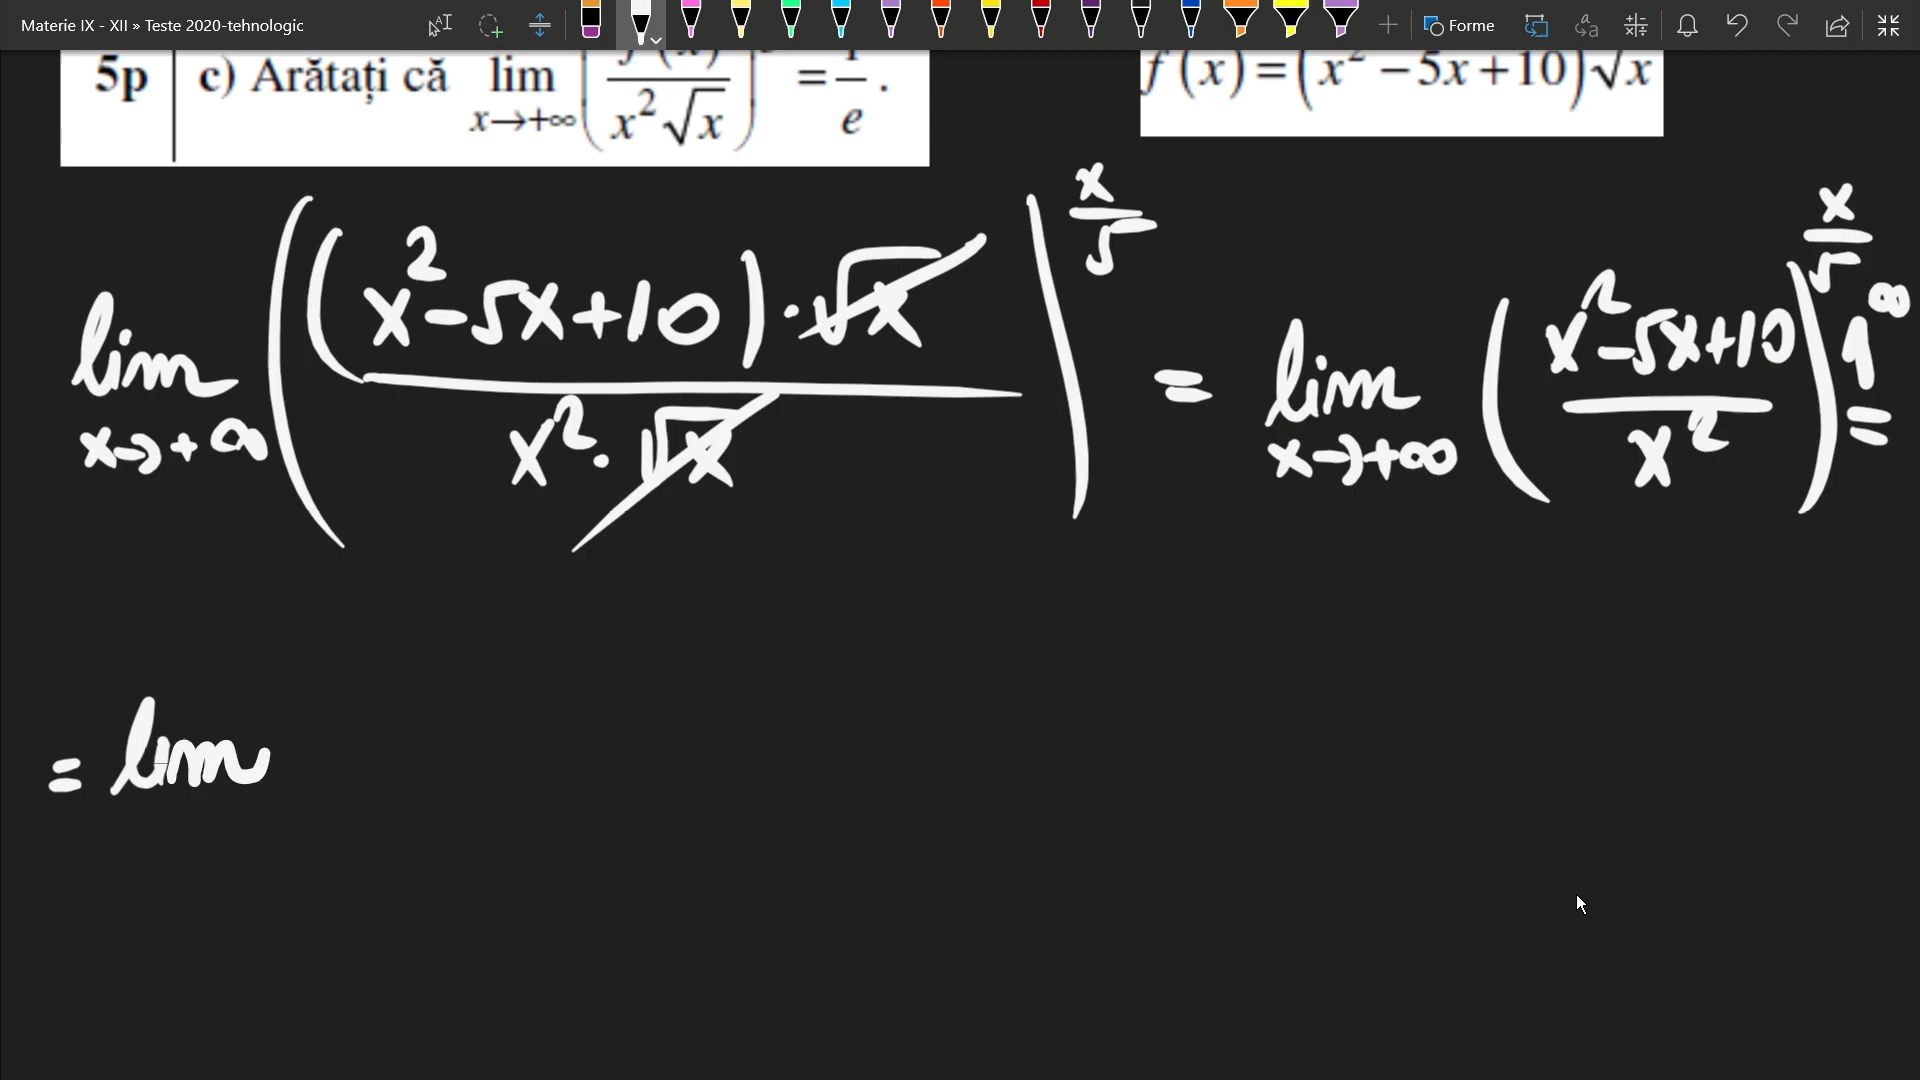 Materie IX - XII » Teste 2020-tehnologic
Forme
5p c) Arătați că lim x→+∞ ( / x²√x ) = / e .
f(x)=(x²−5x+10)√x
lim x→+∞ ( (x²-5x+10)·√x / x²·√x )^(x/5) = lim x→+∞ ( x²-5x+10 / x² )^(x/5) 1^∞ =
= lim